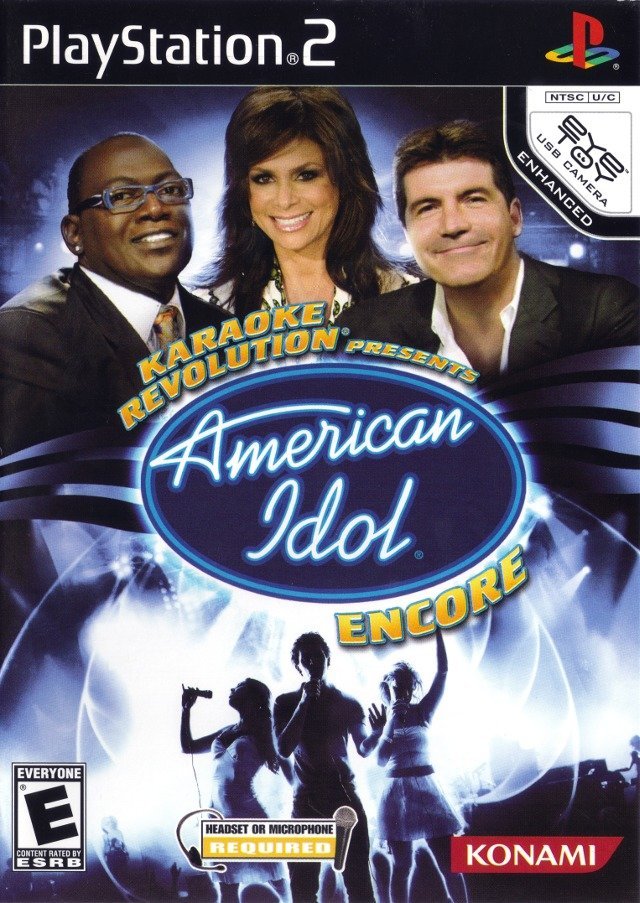 PlayStation®2
NTSC U/C
EYE TOY™
USB CAMERA
ENHANCED
KARAOKE
REVOLUTION® PRESENTS
American
Idol®
ENCORE
EVERYONE
E®
CONTENT RATED BY
ESRB
HEADSET OR MICROPHONE
REQUIRED
KONAMI